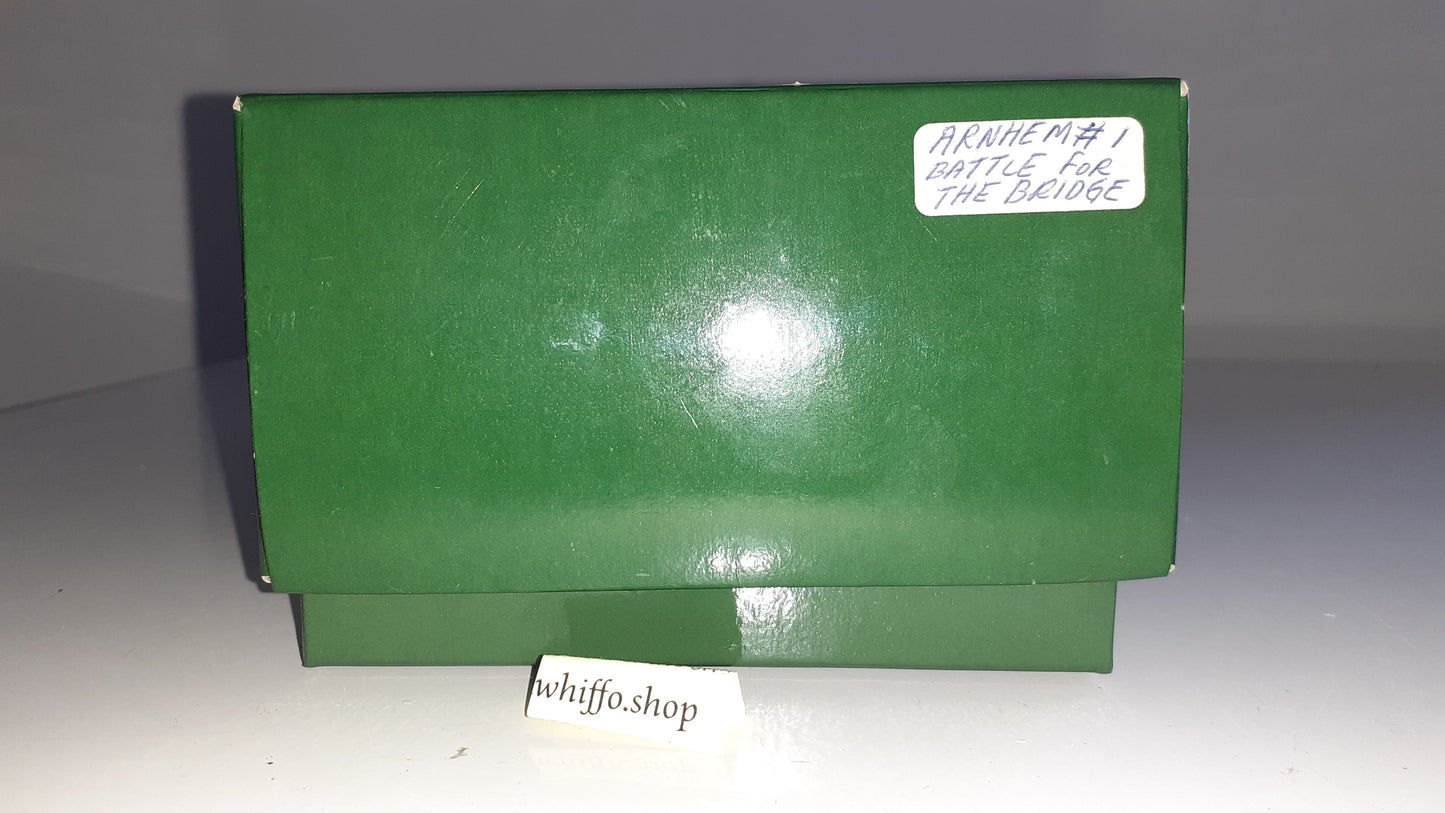 ARNHEM # 1
BATTLE FOR
THE BRIDGE
whiffo.shop